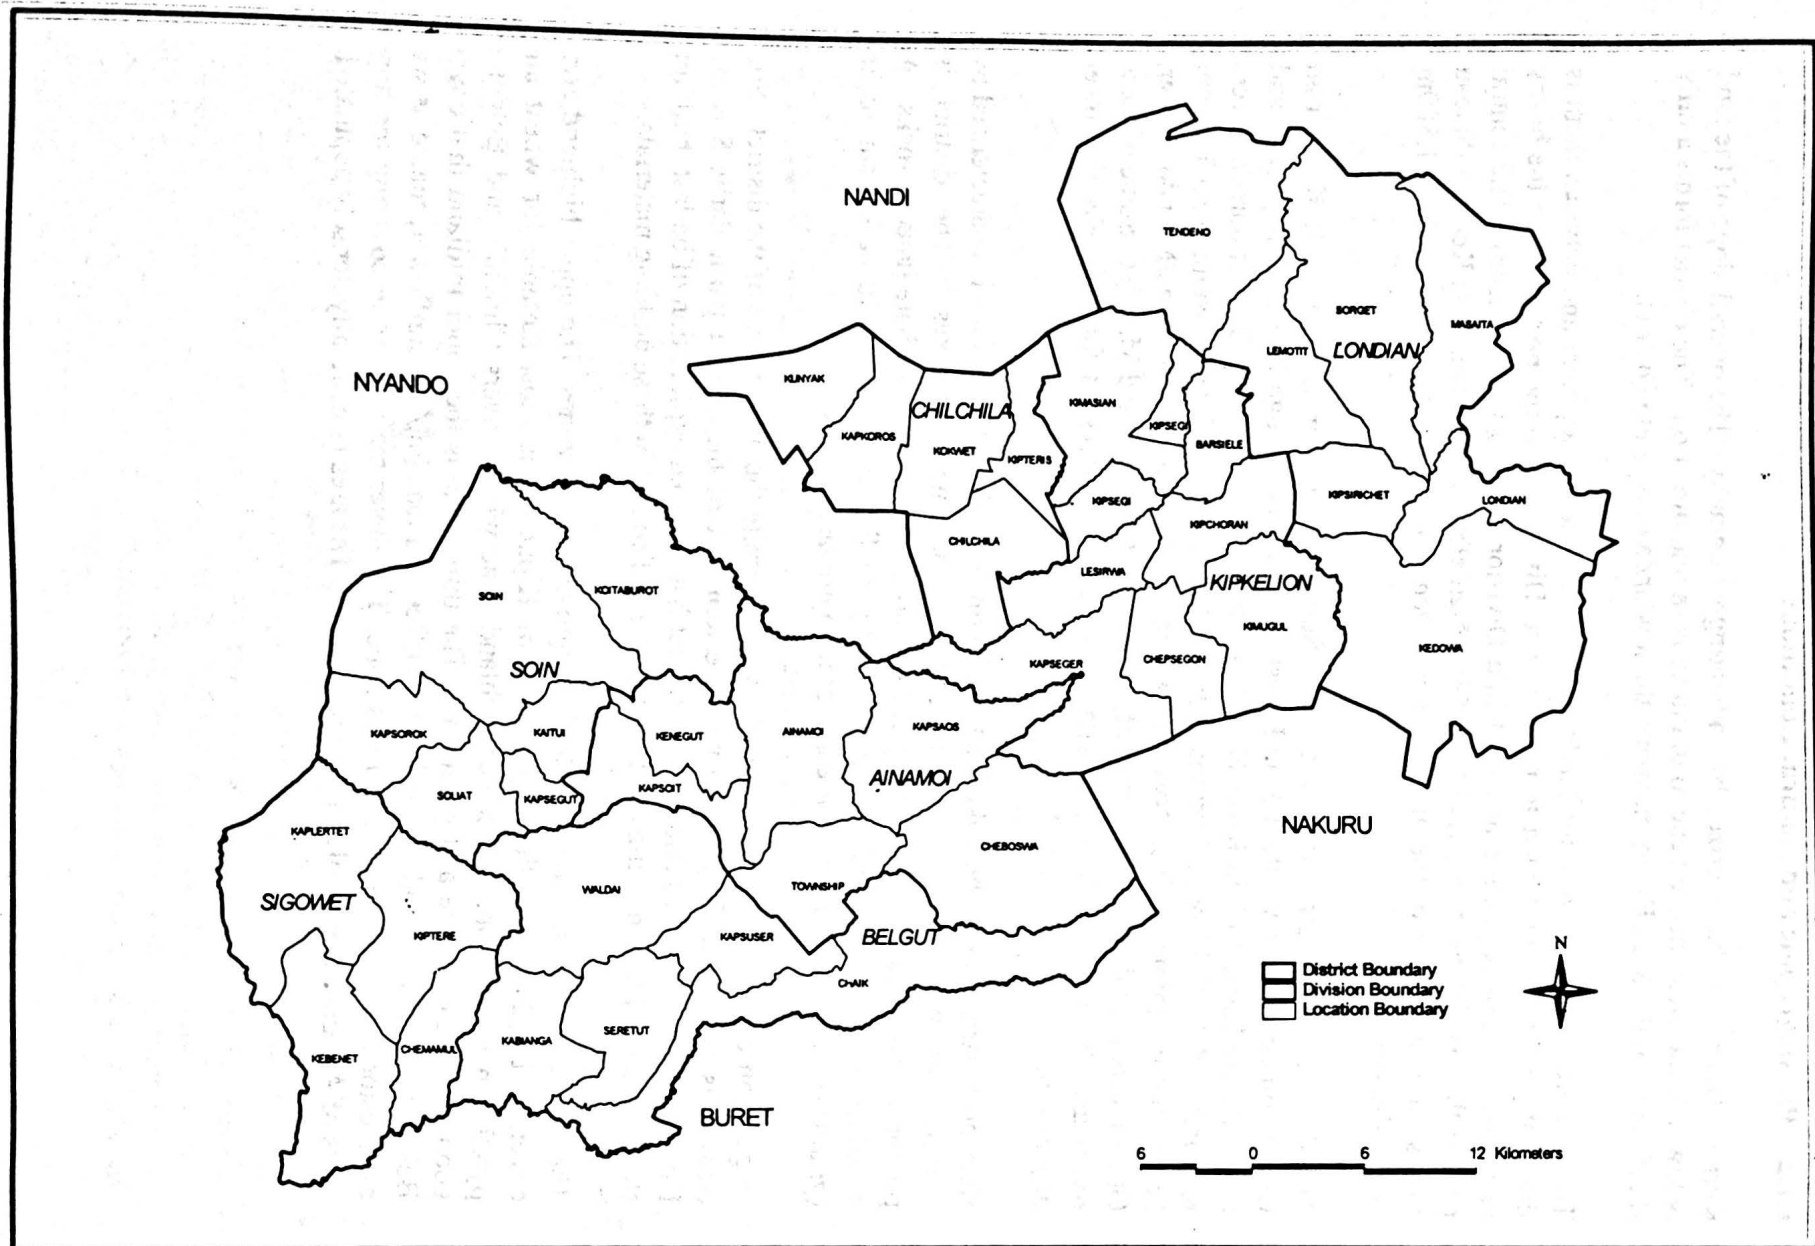 NANDI
TENDENO
SORGET
MASAITA
LEMOTIT
LONDIAN
NYANDO
KUNYAK
CHILCHILA
KIMASIAN
KAPKOROS
KOKWET
KIPTERIS
KIPSEGI
BARSIELE
KIPSEGI
KIPSIRICHET
LONDIAN
KIPCHORAN
CHILCHILA
LESIRWA
KIPKELION
SOIN
KOITABUROT
KIMUGUL
KEDOWA
SOIN
KAPSEGER
CHEPSEGON
KAPSOROK
KAITUI
KENEGUT
AINAMOI
KAPSAOS
AINAMOI
SOLIAT
KAPSEGUT
KAPSOIT
NAKURU
KAPLERTET
CHEBOSWA
WALDAI
TOWNSHIP
SIGOWET
KIPTERE
KAPSUSER
BELGUT
CHAIK
KEBENET
CHEMAMUL
KABIANGA
SERETUT
BURET
N
District Boundary
Division Boundary
Location Boundary
6 0 6 12 Kilometers